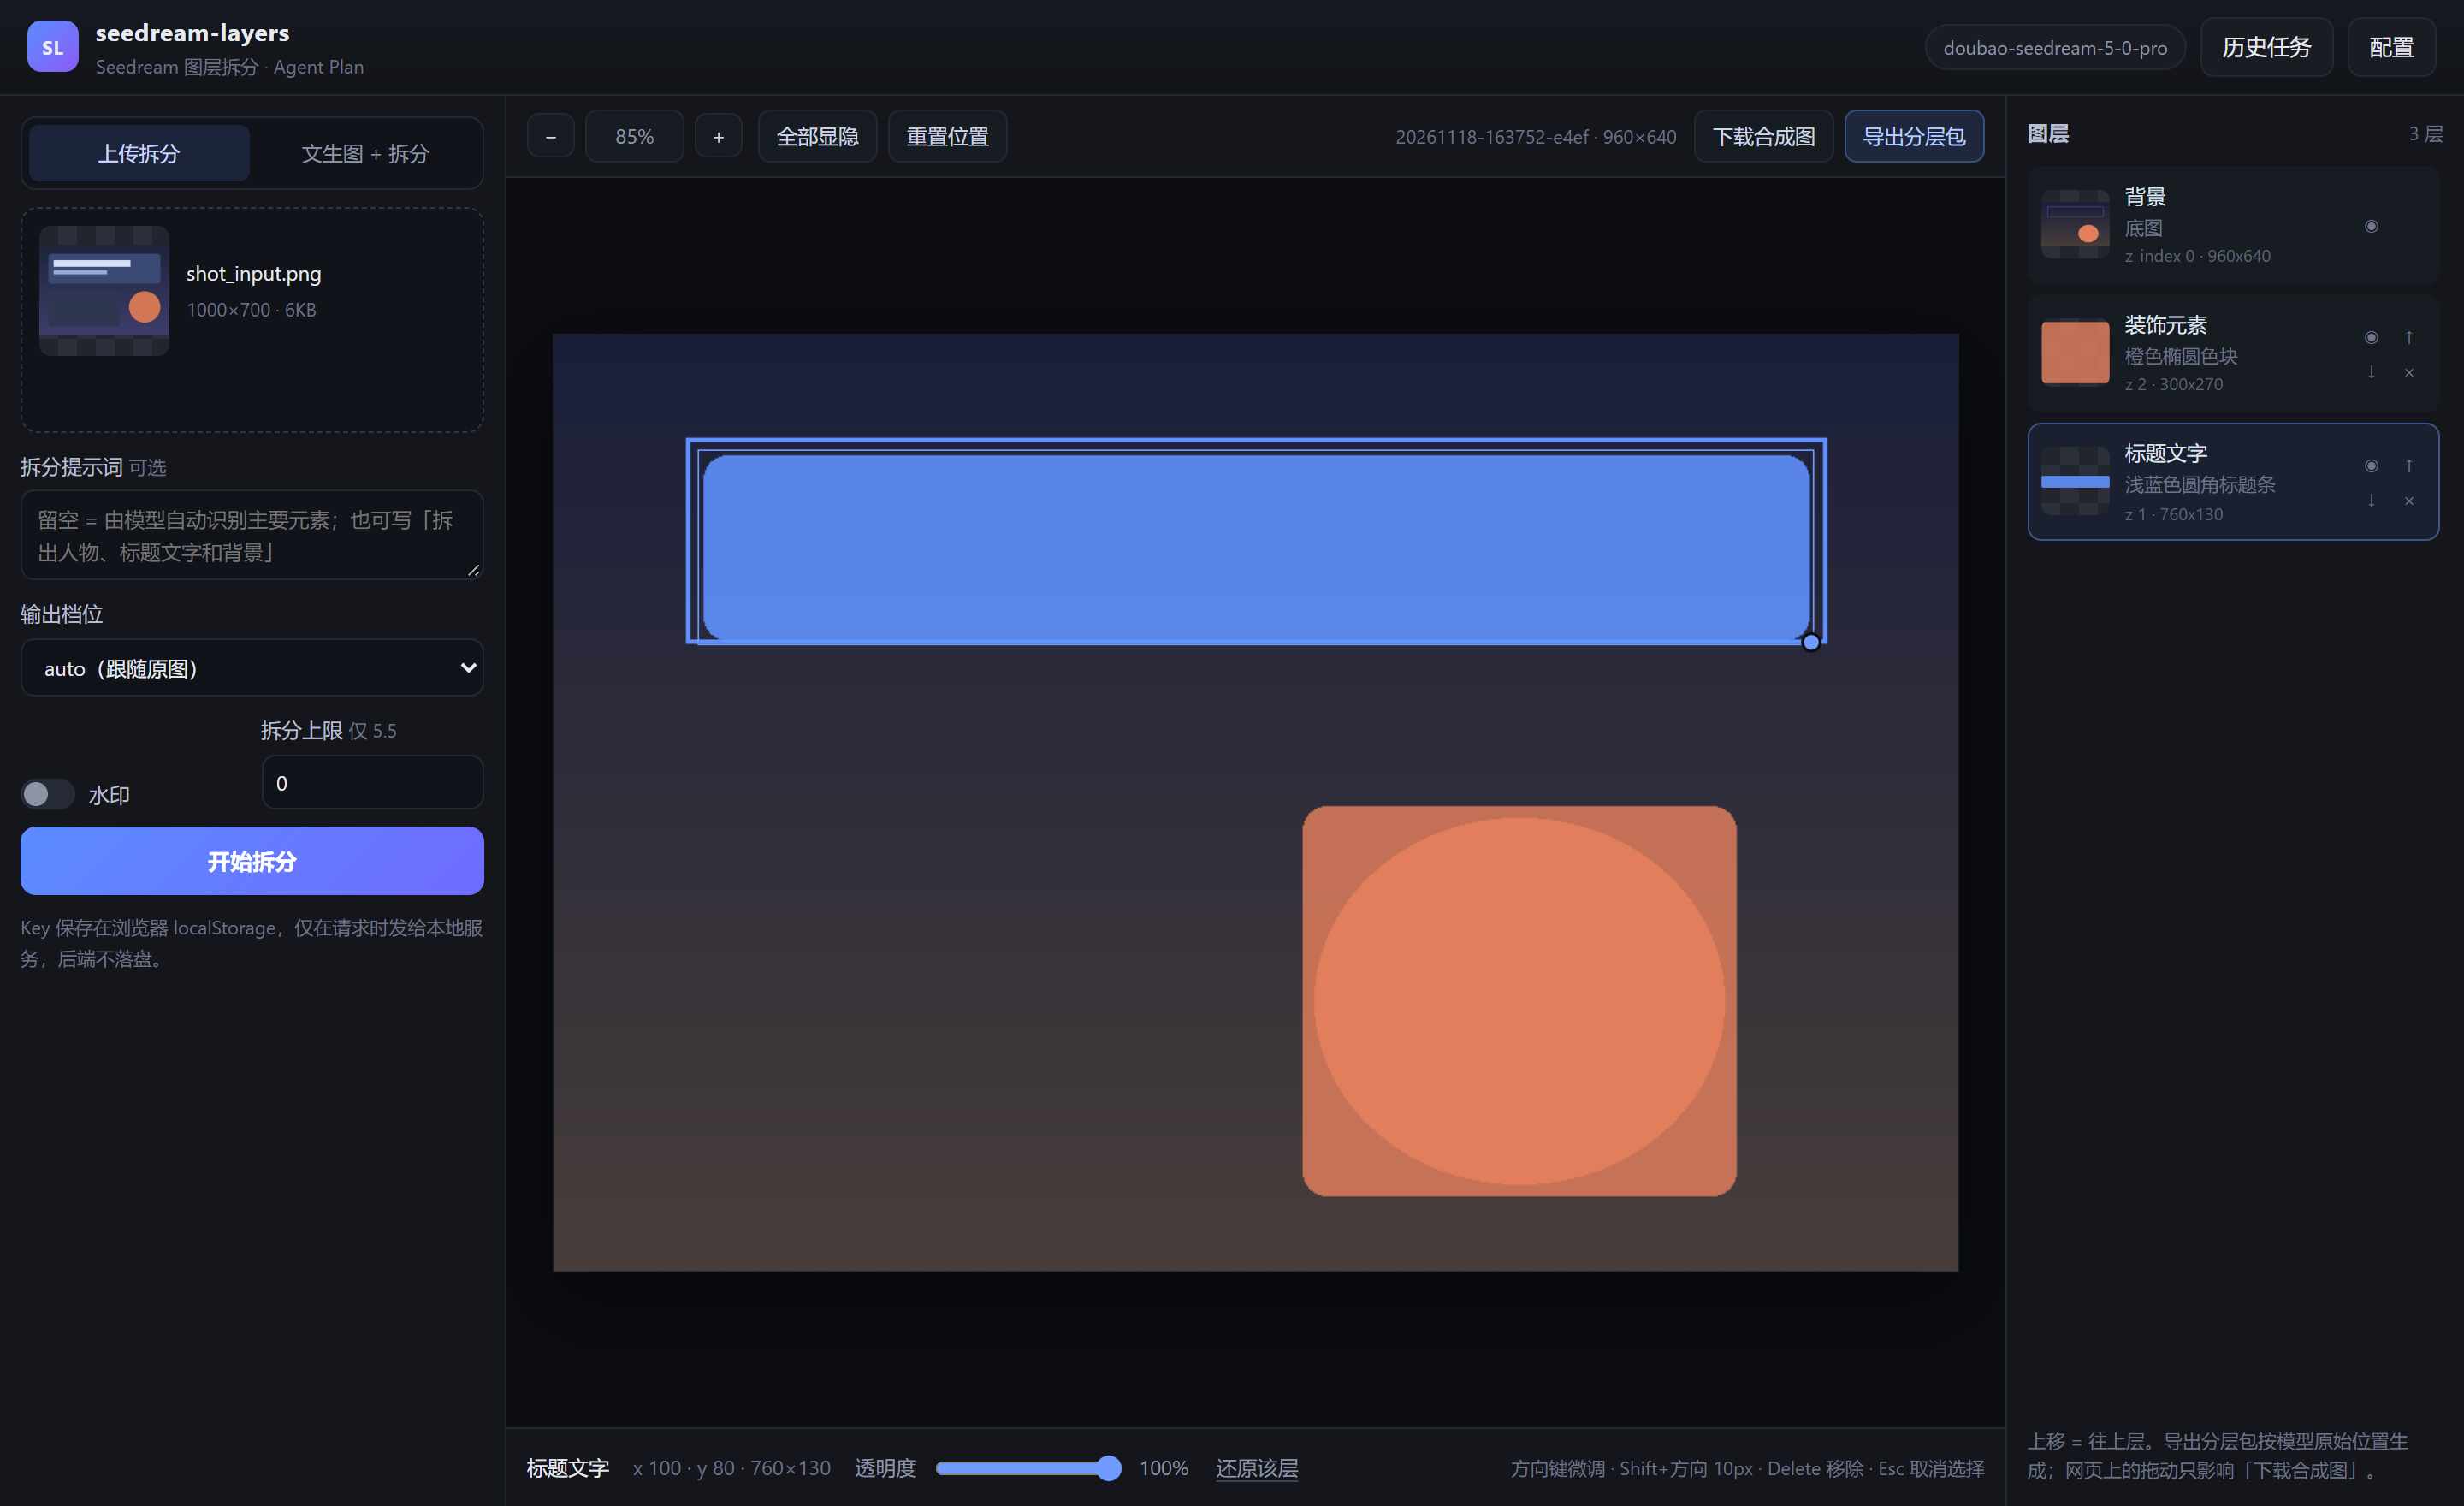 SL
seedream-layers
Seedream 图层拆分 · Agent Plan
doubao-seedream-5-0-pro
历史任务
配置
上传拆分
文生图 + 拆分
shot_input.png
1000×700 · 6KB
拆分提示词 可选
留空 = 由模型自动识别主要元素；也可写「拆
出人物、标题文字和背景」
输出档位
auto（跟随原图）
拆分上限 仅 5.5
水印
0
开始拆分
Key 保存在浏览器 localStorage，仅在请求时发给本地服
务，后端不落盘。
−
85%
+
全部显隐
重置位置
20261118-163752-e4ef · 960×640
下载合成图
导出分层包
标题文字
x 100 · y 80 · 760×130
透明度
100%
还原该层
方向键微调 · Shift+方向 10px · Delete 移除 · Esc 取消选择
图层
3 层
背景
底图
z_index 0 · 960x640
◉
装饰元素
橙色椭圆色块
z 2 · 300x270
◉ ↑
↓ ×
标题文字
浅蓝色圆角标题条
z 1 · 760x130
◉ ↑
↓ ×
上移 = 往上层。导出分层包按模型原始位置生
成；网页上的拖动只影响「下载合成图」。